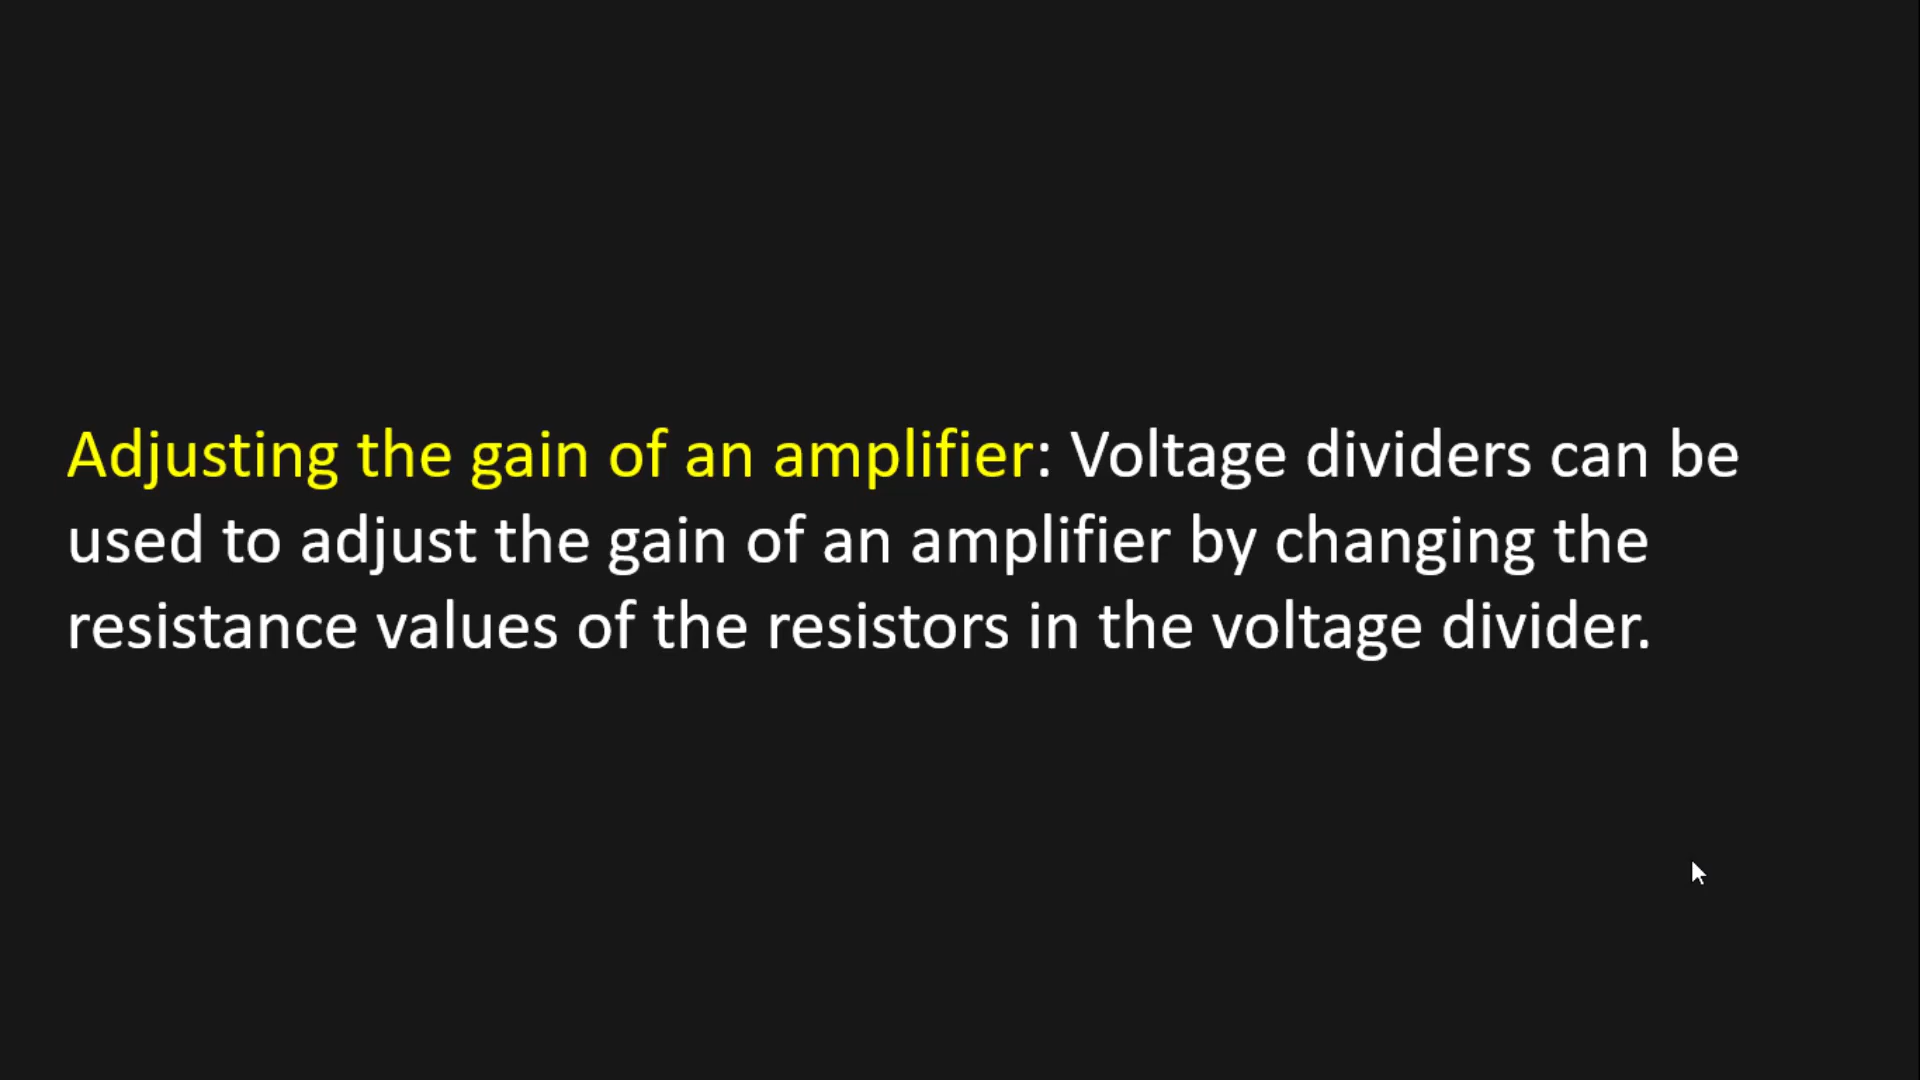 Adjusting the gain of an amplifier: Voltage dividers can be
used to adjust the gain of an amplifier by changing the
resistance values of the resistors in the voltage divider.